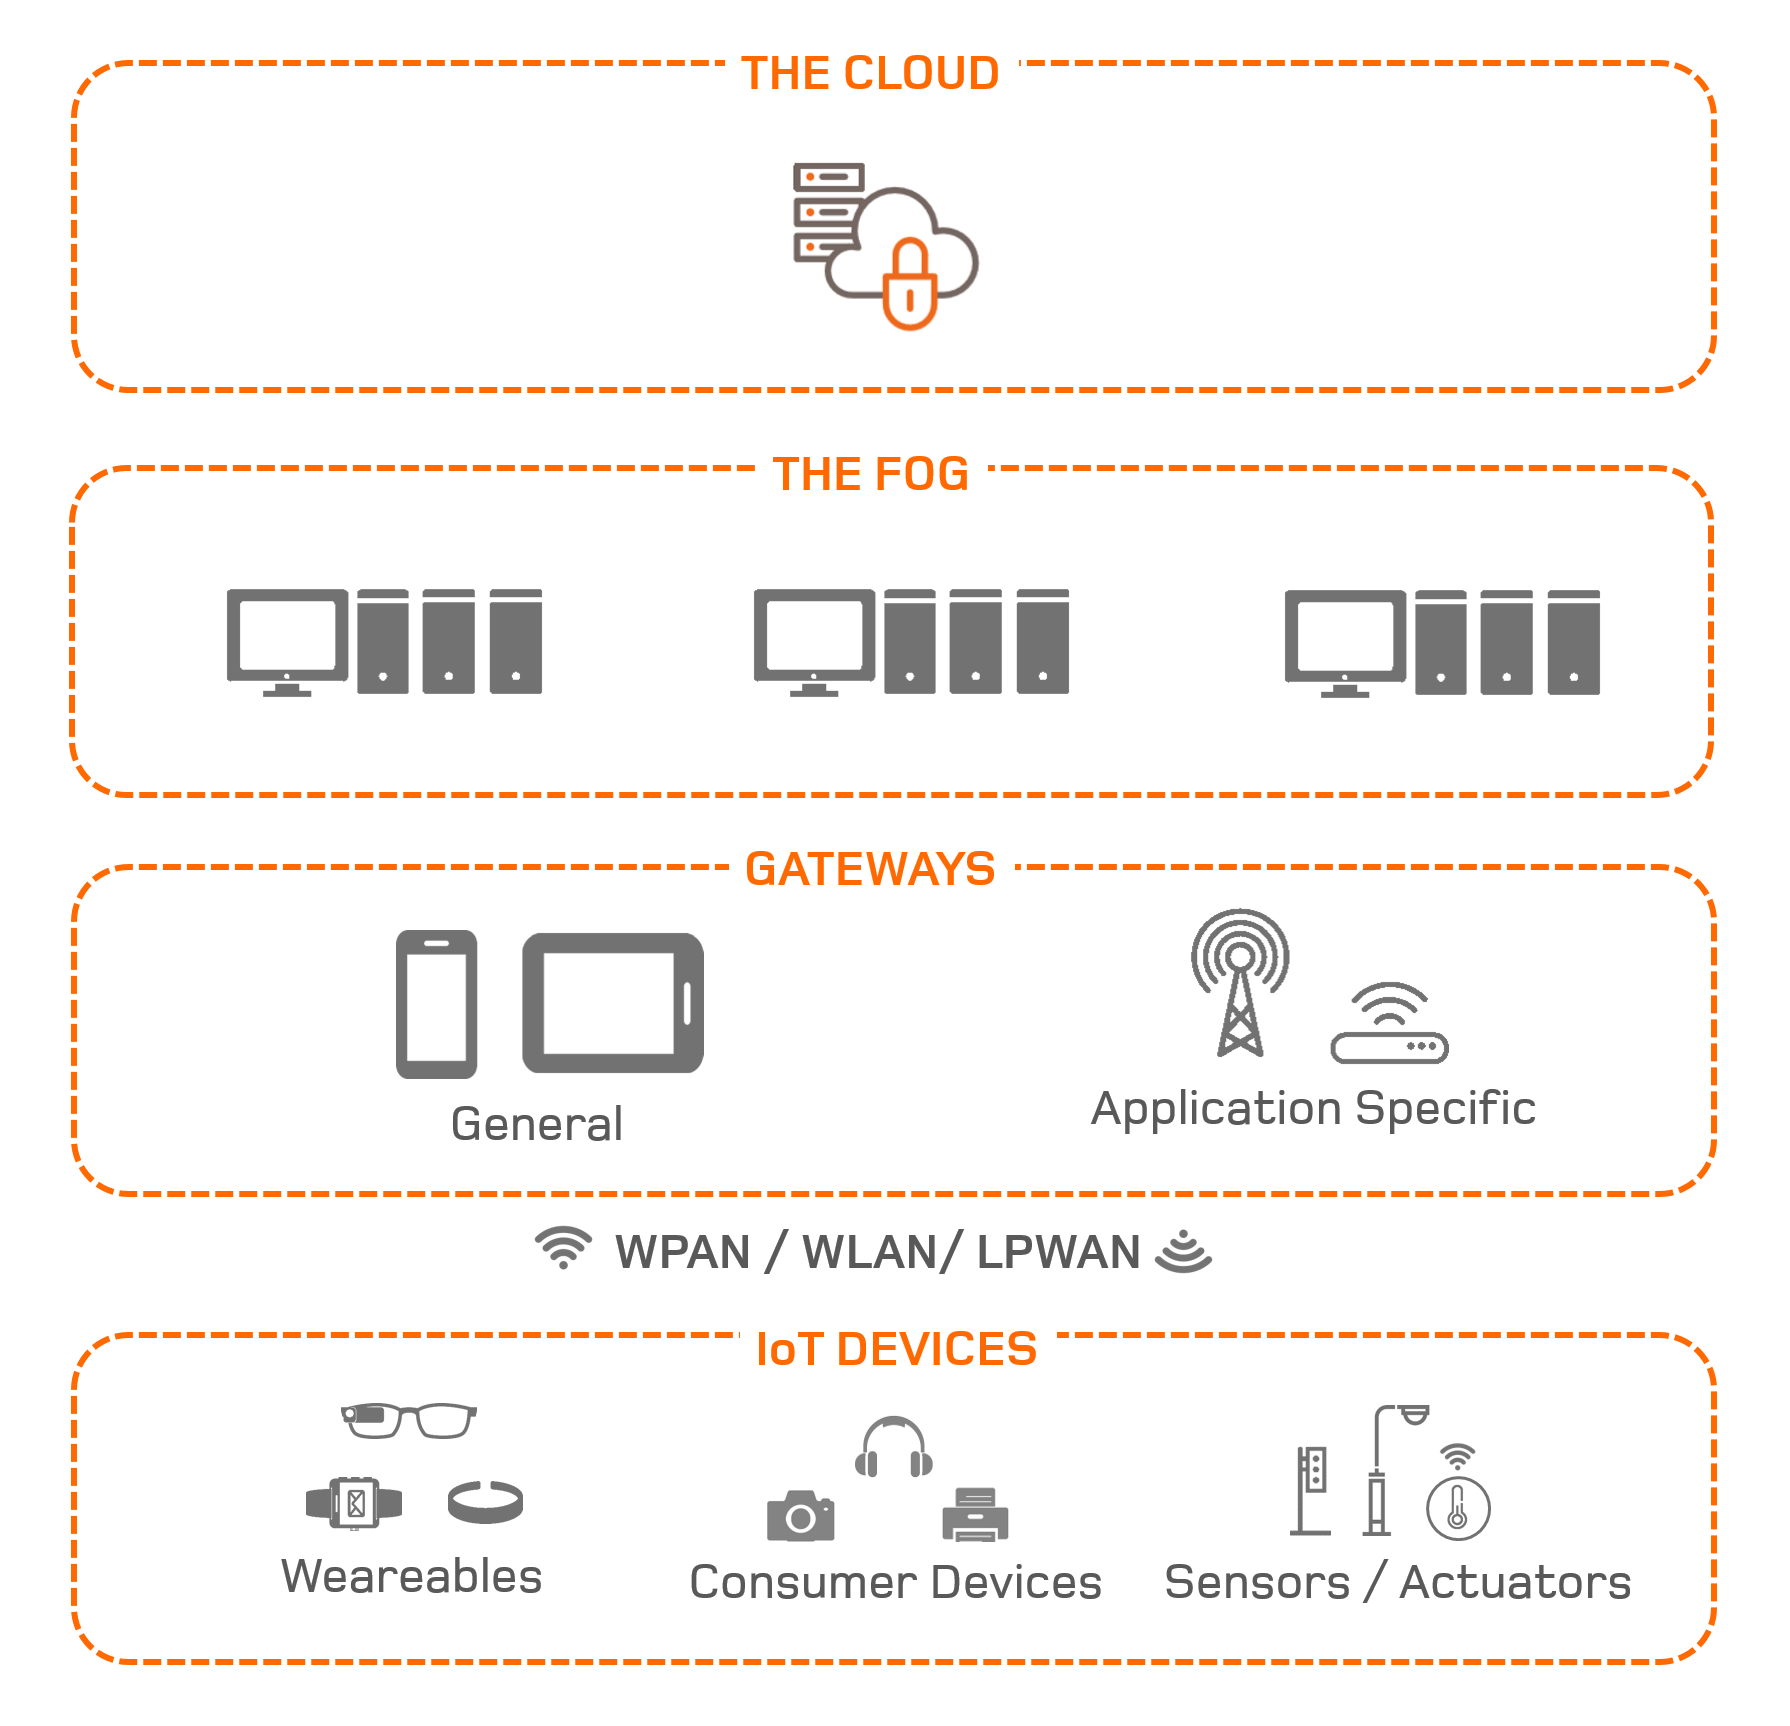 THE CLOUD
THE FOG
GATEWAYS
General
Application Specific
WPAN / WLAN/ LPWAN
IoT DEVICES
Weareables
Consumer Devices
Sensors / Actuators